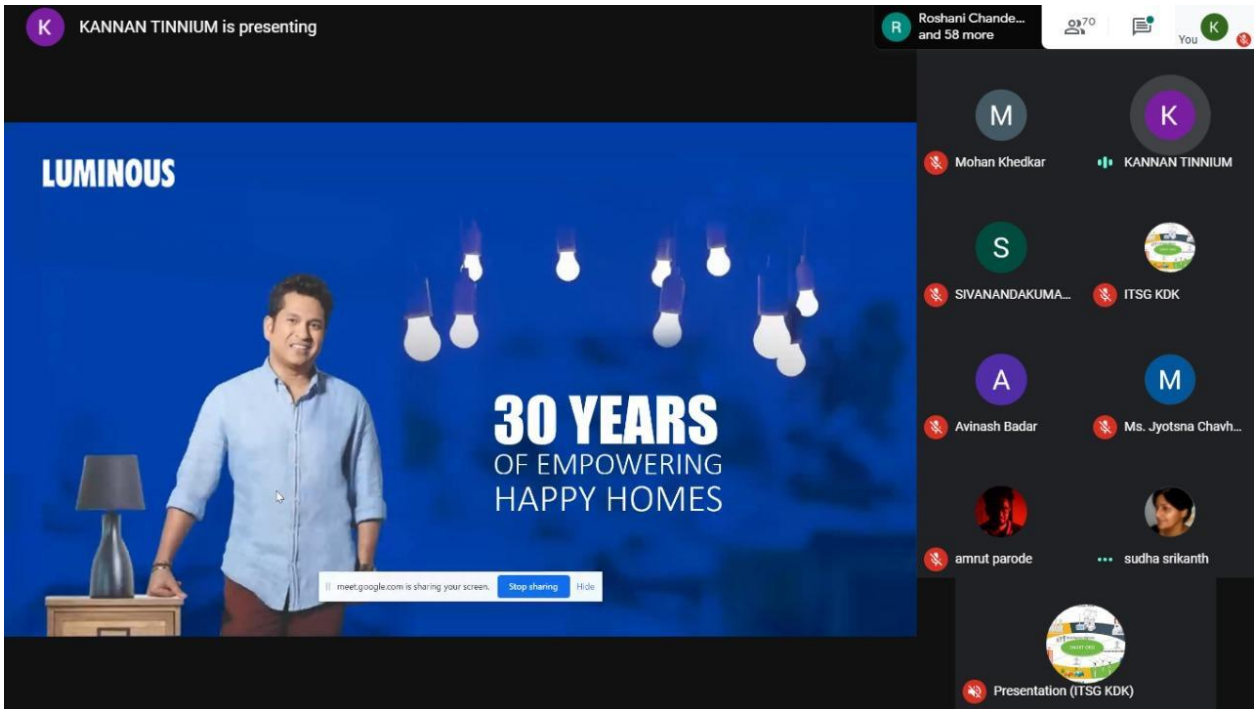 K
KANNAN TINNIUM is presenting
R
Roshani Chande...
and 58 more
70
You
K
LUMINOUS
30 YEARS
OF EMPOWERING
HAPPY HOMES
meet.google.com is sharing your screen.
Stop sharing
Hide
M
Mohan Khedkar
K
KANNAN TINNIUM
S
SIVANANDAKUMA...
ITSG KDK
A
Avinash Badar
M
Ms. Jyotsna Chavh...
amrut parode
sudha srikanth
SMART GRID
Presentation (ITSG KDK)